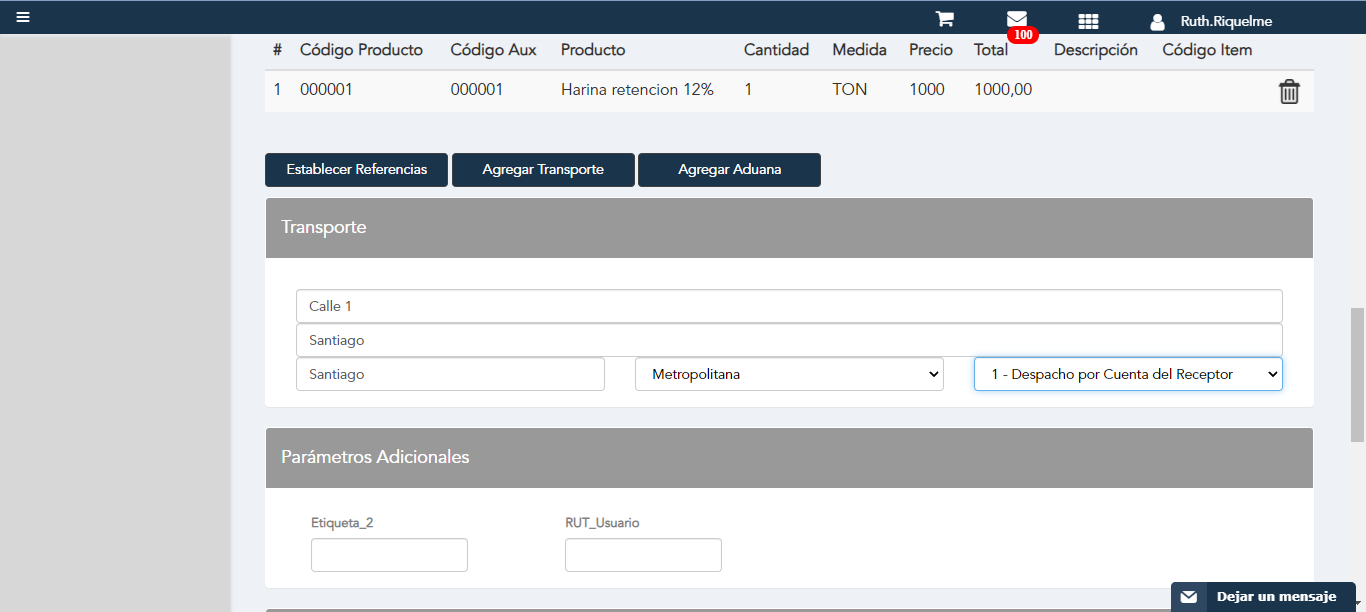 Ruth.Riquelme
100
# Código Producto Código Aux Producto Cantidad Medida Precio Total Descripción Código Item
1 000001 000001 Harina retencion 12% 1 TON 1000 1000,00
Establecer Referencias Agregar Transporte Agregar Aduana
Transporte
Calle 1
Santiago
Santiago Metropolitana 1 - Despacho por Cuenta del Receptor
Parámetros Adicionales
Etiqueta_2 RUT_Usuario
Dejar un mensaje